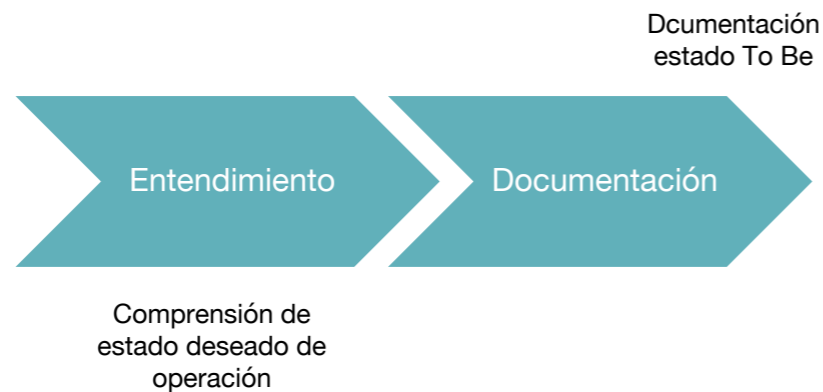 Dcumentación
estado To Be
Entendimiento
Documentación
Comprensión de
estado deseado de
operación